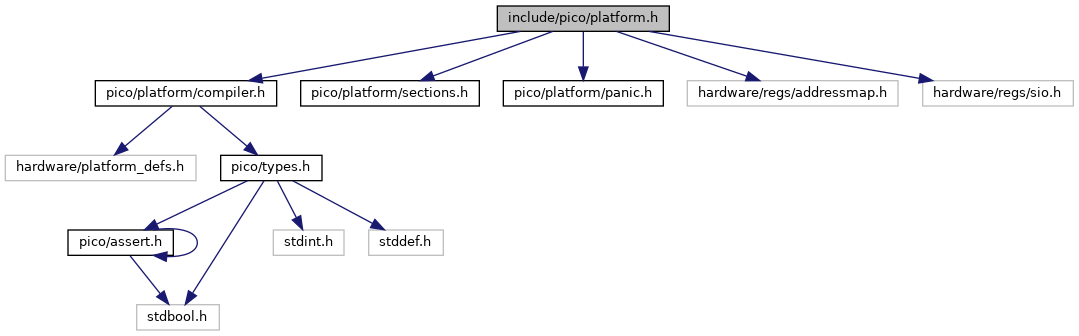 include/pico/platform.h
pico/platform/compiler.h
pico/platform/sections.h
pico/platform/panic.h
hardware/regs/addressmap.h
hardware/regs/sio.h
hardware/platform_defs.h
pico/types.h
pico/assert.h
stdint.h
stddef.h
stdbool.h